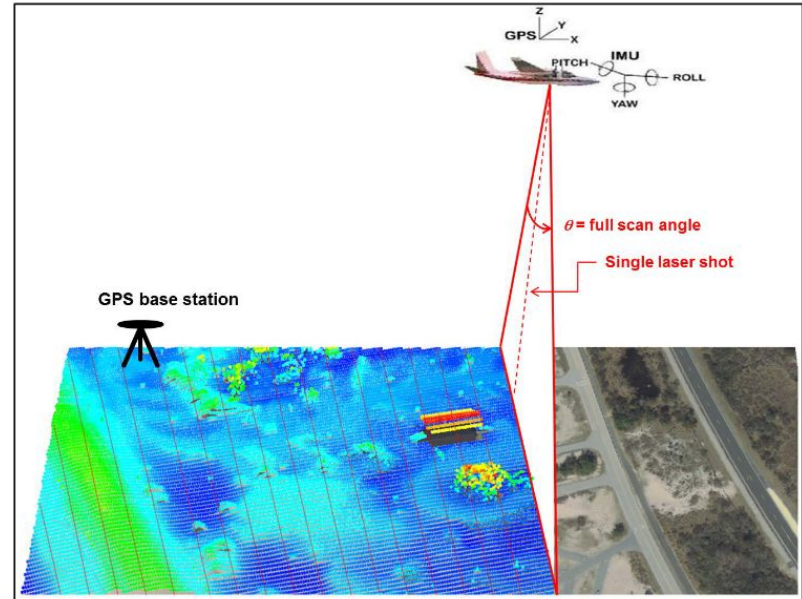 Z
Y
GPS
X
IMU
PITCH
ROLL
YAW
θ = full scan angle
Single laser shot
GPS base station